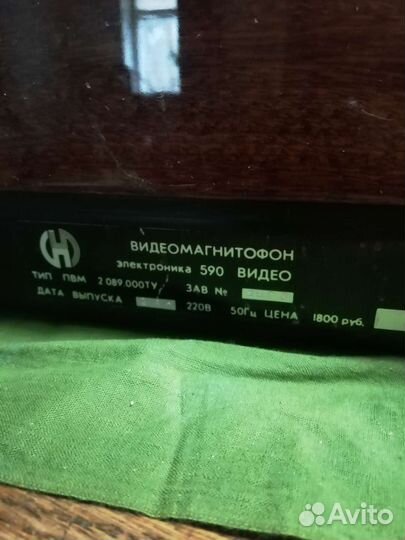 ВИДЕОМАГНИТОФОН
электроника 590 ВИДЕО
ТИП ПВМ 2 089.000ТУ ЗАВ №
ДАТА ВЫПУСКА 220В 50Гц ЦЕНА 1800 руб.
Avito